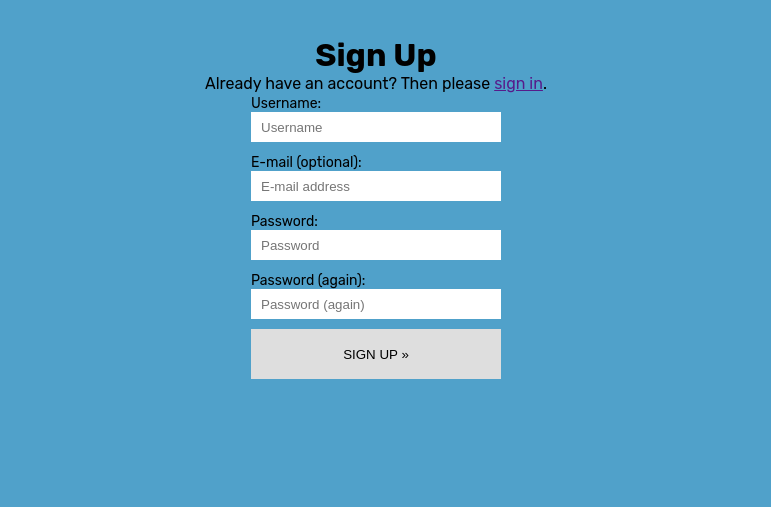 Sign Up
Already have an account? Then please sign in.
Username:
Username
E-mail (optional):
E-mail address
Password:
Password
Password (again):
Password (again)
SIGN UP »